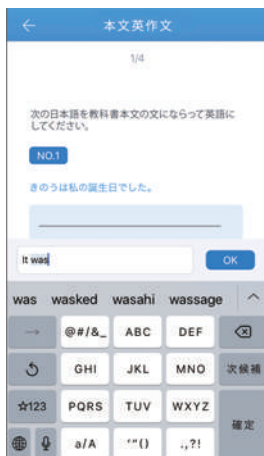 本文英作文
1/4
次の日本語を教科書本文の文にならって英語に
してください。
NO.1
きのうは私の誕生日でした。
It was
OK
was wasked wasahi wassage
→ @#/&_ ABC DEF
GHI JKL MNO 次候補
☆123 PQRS TUV WXYZ
確定
a/A '"() .,?!